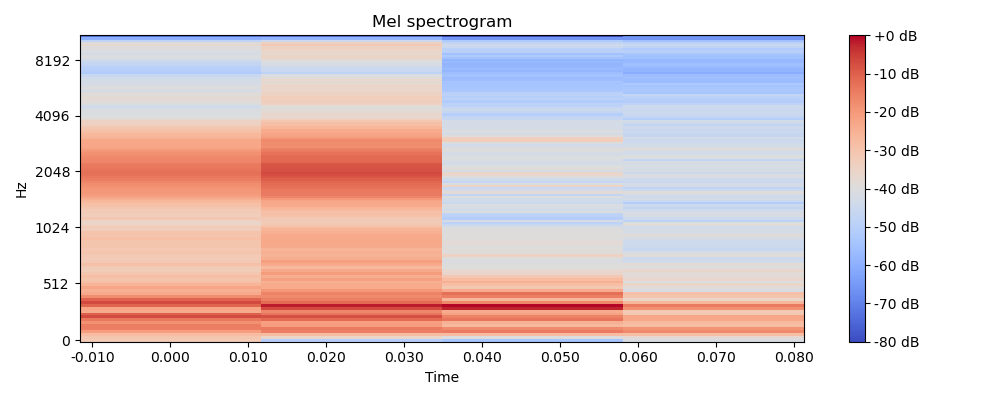 Mel spectrogram
Hz
8192
4096
2048
1024
512
0
-0.010 0.000 0.010 0.020 0.030 0.040 0.050 0.060 0.070 0.080
Time
+0 dB
-10 dB
-20 dB
-30 dB
-40 dB
-50 dB
-60 dB
-70 dB
-80 dB